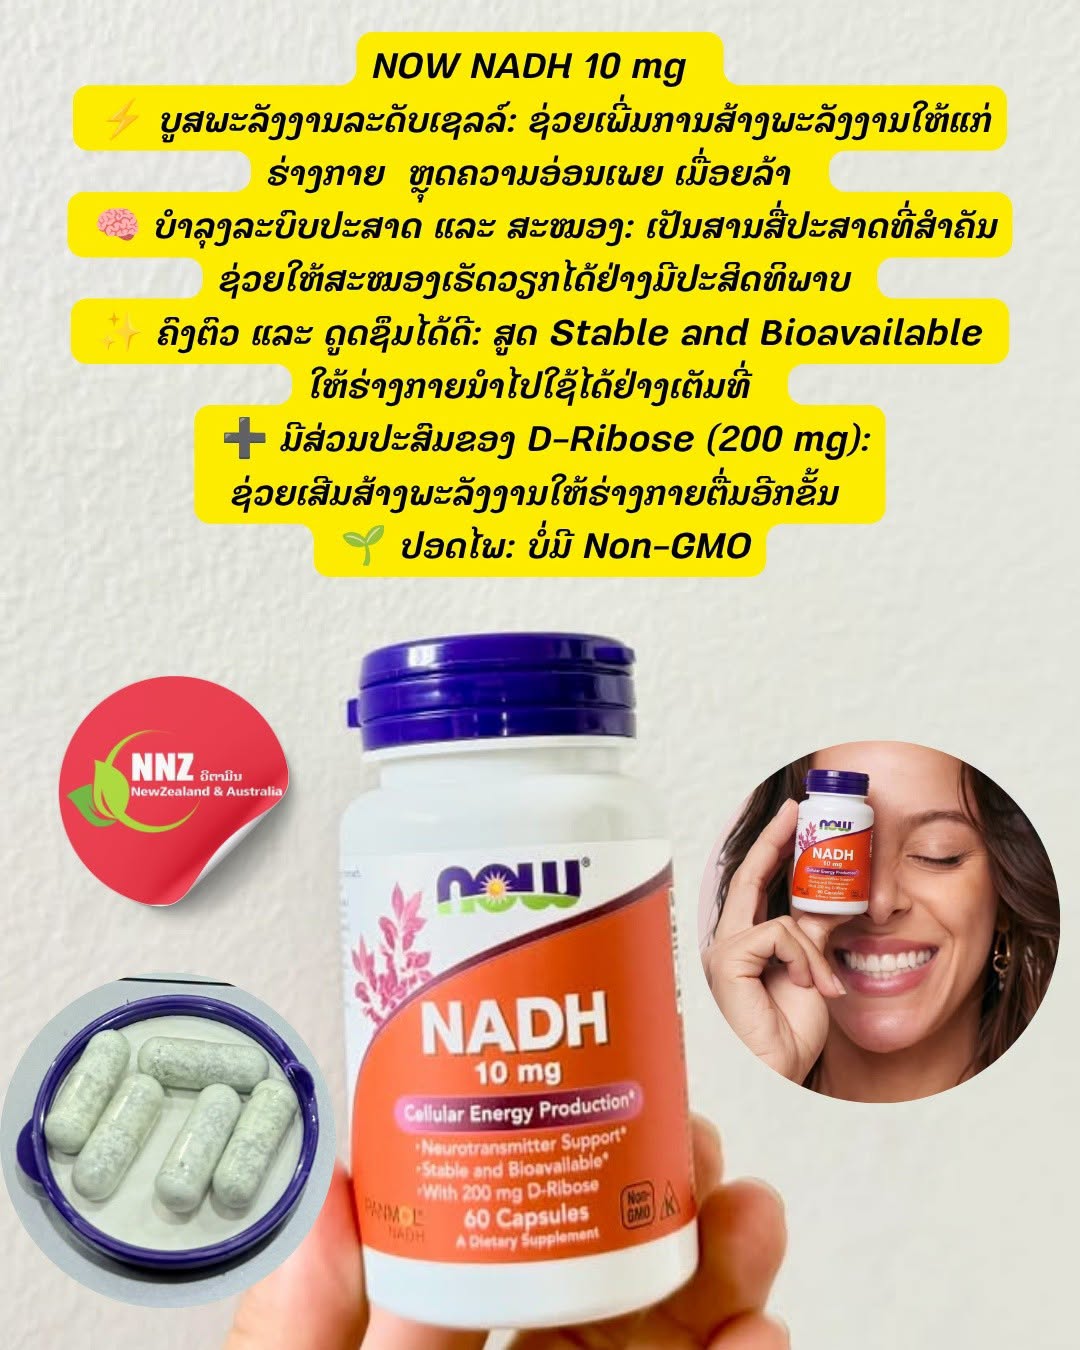 NOW NADH 10 mg
⚡ ບູສພະລັງງານລະດັບເຊລລ໌: ຊ່ວຍເພີ່ມການສ້າງພະລັງງານໃຫ້ແກ່
ຮ່າງກາຍ ຫຼຸດຄວາມອ່ອນເພຍ ເມື່ອຍລ້າ
🧠 ບຳລຸງລະບົບປະສາດ ແລະ ສະໝອງ: ເປັນສານສື່ປະສາດທີ່ສຳຄັນ
ຊ່ວຍໃຫ້ສະໝອງເຮັດວຽກໄດ້ຢ່າງມີປະສິດທິພາບ
✨ ຄົງຕົວ ແລະ ດູດຊຶມໄດ້ດີ: ສູດ Stable and Bioavailable
ໃຫ້ຮ່າງກາຍນຳໄປໃຊ້ໄດ້ຢ່າງເຕັມທີ່
➕ ມີສ່ວນປະສົມຂອງ D-Ribose (200 mg):
ຊ່ວຍເສີມສ້າງພະລັງງານໃຫ້ຮ່າງກາຍຕື່ມອີກຂັ້ນ
🌱 ປອດໄພ: ບໍ່ມີ Non-GMO
NNZ ວິຕາມິນ
NewZealand & Australia
now®
NADH
10 mg
Cellular Energy Production*
•Neurotransmitter Support*
•Stable and Bioavailable*
•With 200 mg D-Ribose
60 Capsules
A Dietary Supplement
PANMOL®
NADH
Non-
GMO
K
now
NADH
10 mg
Cellular Energy Production
60 Capsules